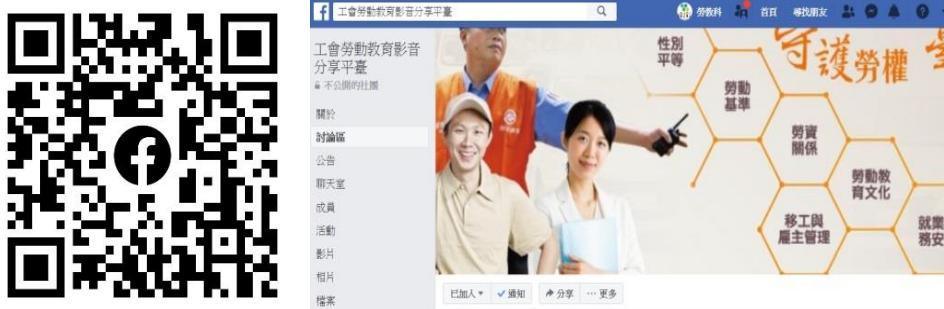 工會勞動教育影音分享平臺
勞教科
首頁
尋找朋友
工會勞動教育影音
分享平臺
不公開的社團
關於
討論區
公告
聊天室
成員
活動
影片
相片
檔案
守護勞權
性別
平等
勞動
基準
勞資
關係
勞動教
育文化
移工與
雇主管理
就業
務安
已加入
通知
分享
更多